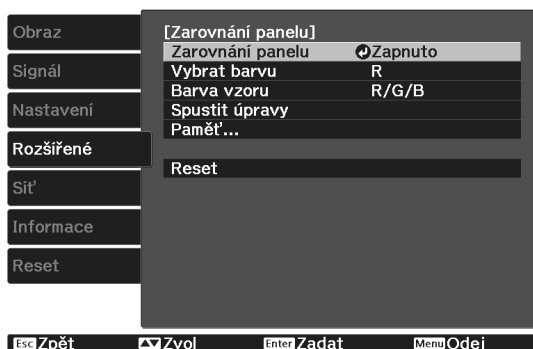 Obraz
Signál
Nastavení
Rozšířené
Síť
Informace
Reset
[Zarovnání panelu]
Zarovnání panelu Zapnuto
Vybrat barvu R
Barva vzoru R/G/B
Spustit úpravy
Paměť...
Reset
Esc Zpět Zvol Enter Zadat Menu Odej